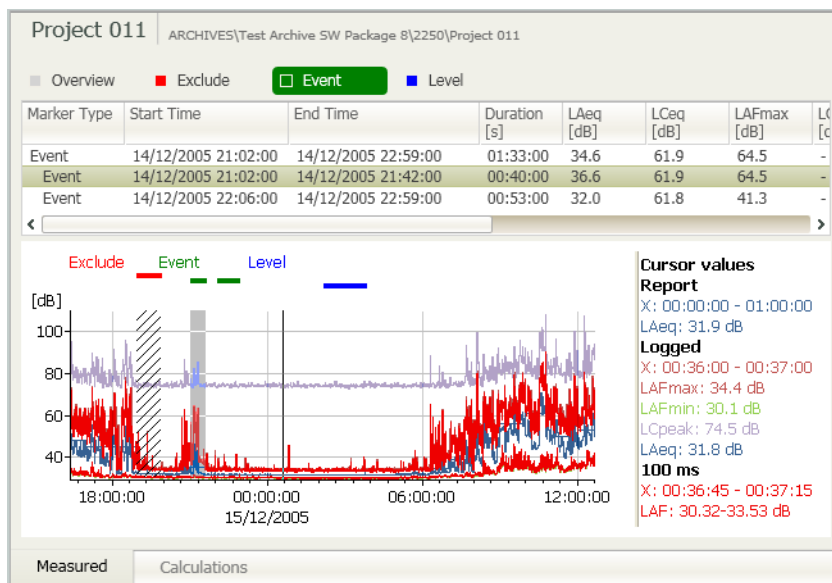 Project 011 ARCHIVES\Test Archive SW Package 8\2250\Project 011
Overview Exclude Event Level
Marker Type Start Time End Time Duration [s] LAeq [dB] LCeq [dB] LAFmax [dB]
Event 14/12/2005 21:02:00 14/12/2005 22:59:00 01:33:00 34.6 61.9 64.5 -
Event 14/12/2005 21:02:00 14/12/2005 21:42:00 00:40:00 36.6 61.9 64.5 -
Event 14/12/2005 22:06:00 14/12/2005 22:59:00 00:53:00 32.0 61.8 41.3 -
Exclude Event Level
[dB]
100
80
60
40
18:00:00 00:00:00 06:00:00 12:00:00
15/12/2005
Cursor values
Report
X: 00:00:00 - 01:00:00
LAeq: 31.9 dB
Logged
X: 00:36:00 - 00:37:00
LAFmax: 34.4 dB
LAFmin: 30.1 dB
LCpeak: 74.5 dB
LAeq: 31.8 dB
100 ms
X: 00:36:45 - 00:37:15
LAF: 30.32-33.53 dB
Measured Calculations